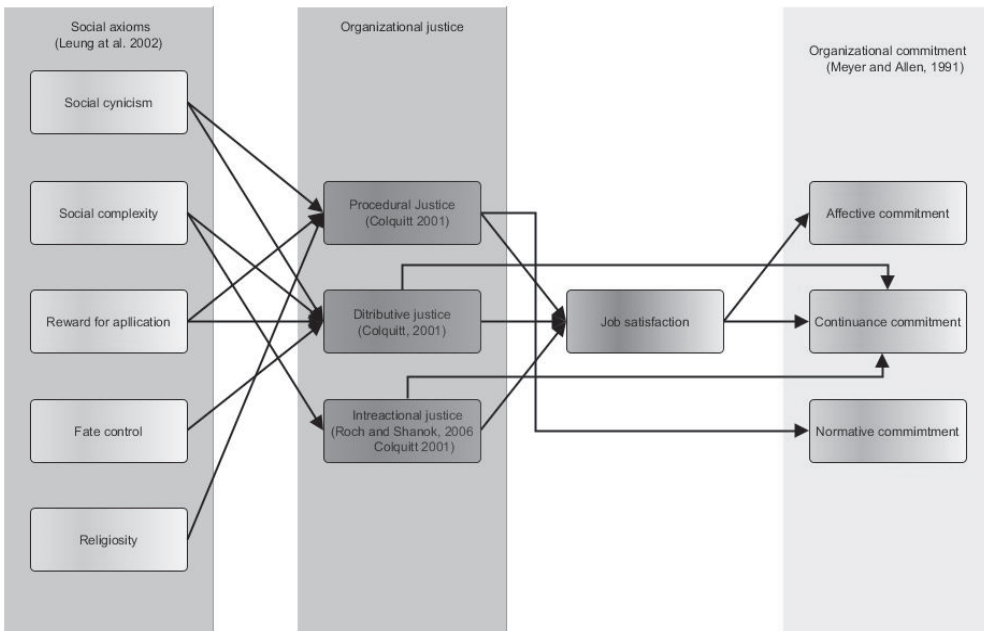 Social axioms
(Leung at al. 2002)
Social cynicism
Social complexity
Reward for apllication
Fate control
Religiosity
Organizational justice
Procedural Justice
(Colquitt 2001)
Ditributive justice
(Colquitt, 2001)
Intreactional justice
(Roch and Shanok, 2006
Colquitt 2001)
Job satisfaction
Organizational commitment
(Meyer and Allen, 1991)
Affective commitment
Continuance commitment
Normative commimtment